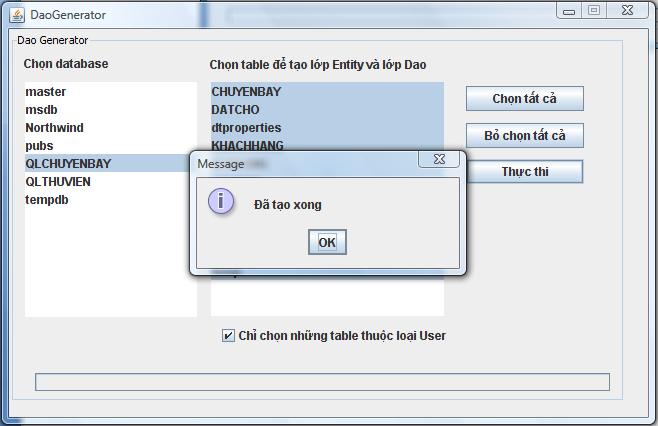 DaoGenerator
Dao Generator
Chọn database
Chọn table để tạo lớp Entity và lớp Dao
master
msdb
Northwind
pubs
QLCHUYENBAY
QLTHUVIEN
tempdb
CHUYENBAY
DATCHO
dtproperties
KHACHHANG
Chọn tất cả
Bỏ chọn tất cả
Thực thi
Message
Đã tạo xong
OK
Chỉ chọn những table thuộc loại User